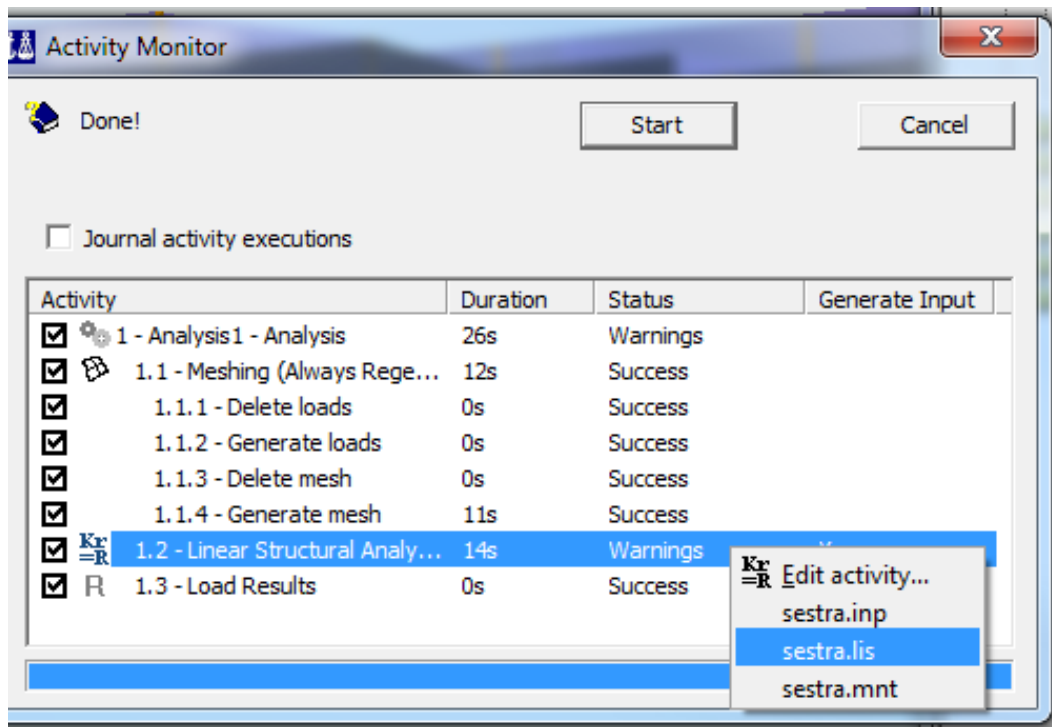 Activity Monitor
Done!
Start
Cancel
Journal activity executions
Activity Duration Status Generate Input
1 - Analysis1 - Analysis 26s Warnings
1.1 - Meshing (Always Rege... 12s Success
1.1.1 - Delete loads 0s Success
1.1.2 - Generate loads 0s Success
1.1.3 - Delete mesh 0s Success
1.1.4 - Generate mesh 11s Success
Kr=R 1.2 - Linear Structural Analy... 14s Warnings
R 1.3 - Load Results 0s Success
Kr=R Edit activity...
sestra.inp
sestra.lis
sestra.mnt